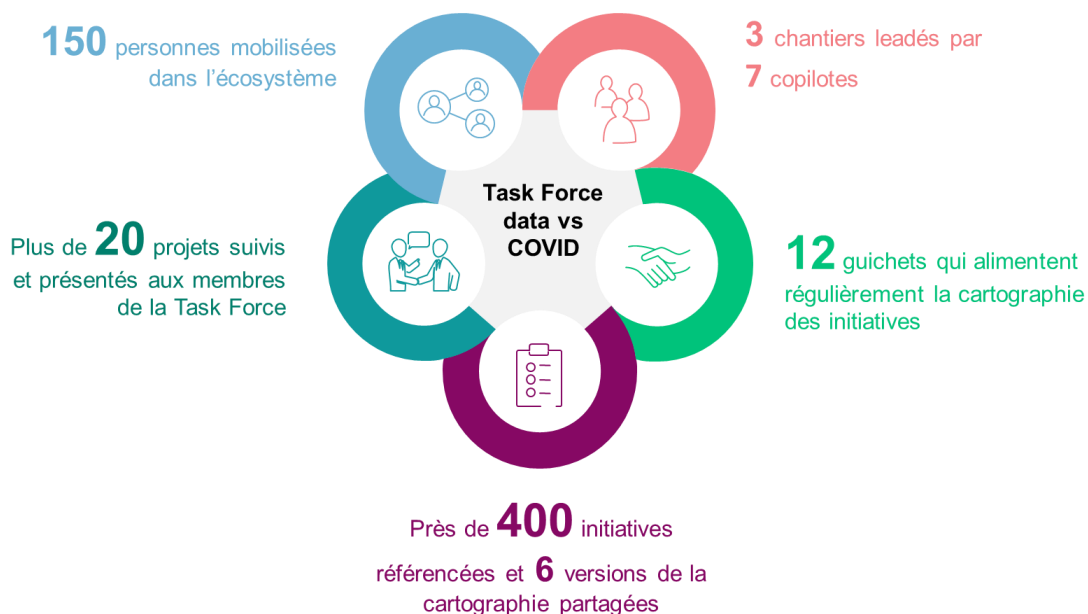 150 personnes mobilisées
dans l'écosystème
3 chantiers leadés par
7 copilotes
Task Force
data vs
COVID
Plus de 20 projets suivis
et présentés aux membres
de la Task Force
12 guichets qui alimentent
régulièrement la cartographie
des initiatives
Près de 400 initiatives
référencées et 6 versions de la
cartographie partagées